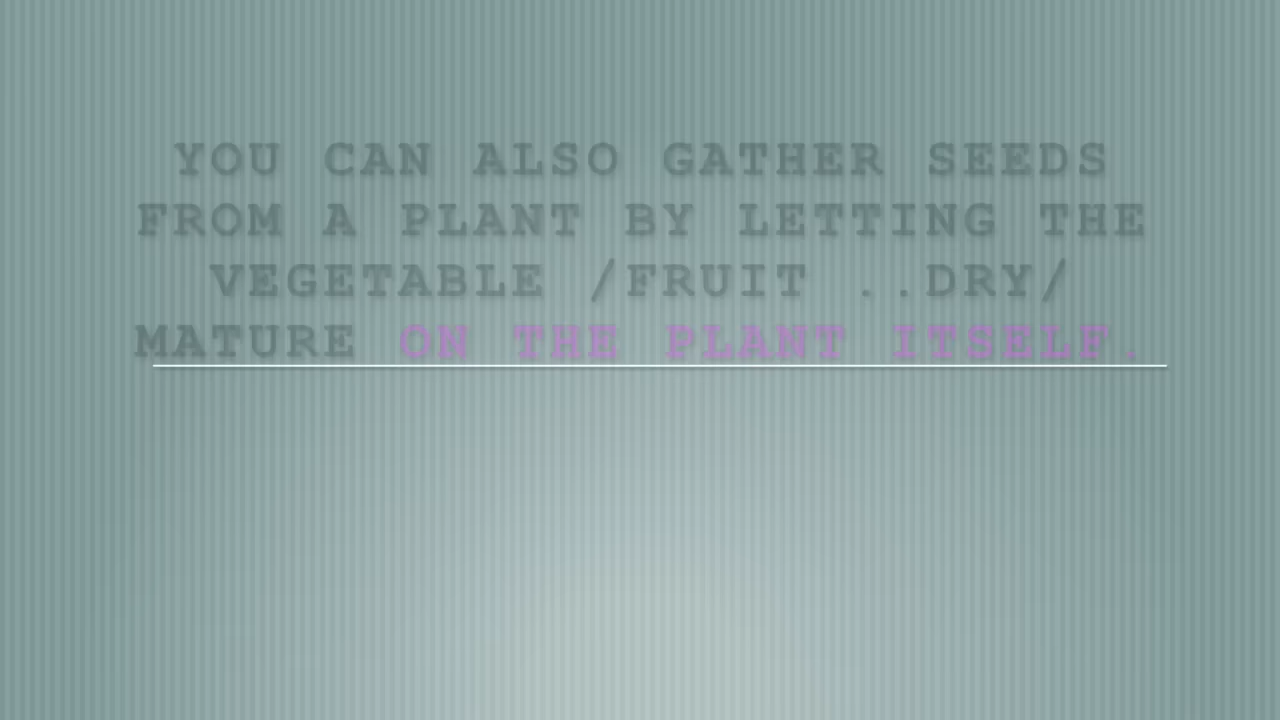 YOU CAN ALSO GATHER SEEDS
FROM A PLANT BY LETTING THE
VEGETABLE /FRUIT ..DRY/
MATURE ON THE PLANT ITSELF.